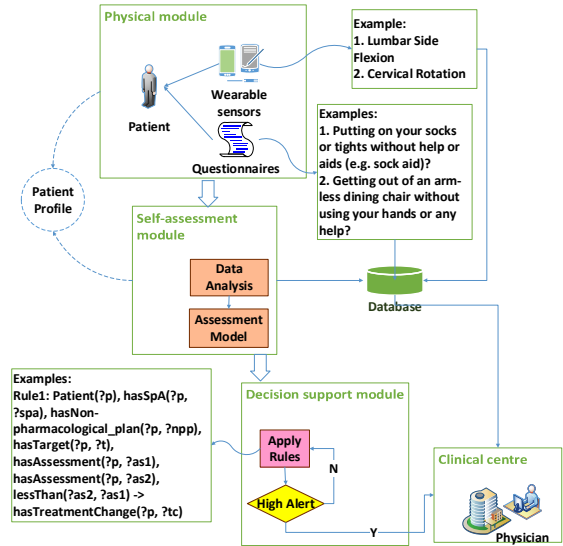 Physical module
Patient
Wearable
sensors
Questionnaires
Example:
1. Lumbar Side
Flexion
2. Cervical Rotation
Examples:
1. Putting on your socks
or tights without help or
aids (e.g. sock aid)?
2. Getting out of an arm-
less dining chair without
using your hands or any
help?
Patient
Profile
Self-assessment
module
Data
Analysis
Assessment
Model
Database
Examples:
Rule1: Patient(?p), hasSpA(?p,
?spa), hasNon-
pharmacological_plan(?p, ?npp),
hasTarget(?p, ?t),
hasAssessment(?p, ?as1),
hasAssessment(?p, ?as2),
lessThan(?as2, ?as1) ->
hasTreatmentChange(?p, ?tc)
Decision support module
Apply
Rules
N
High Alert
Y
Clinical centre
Physician